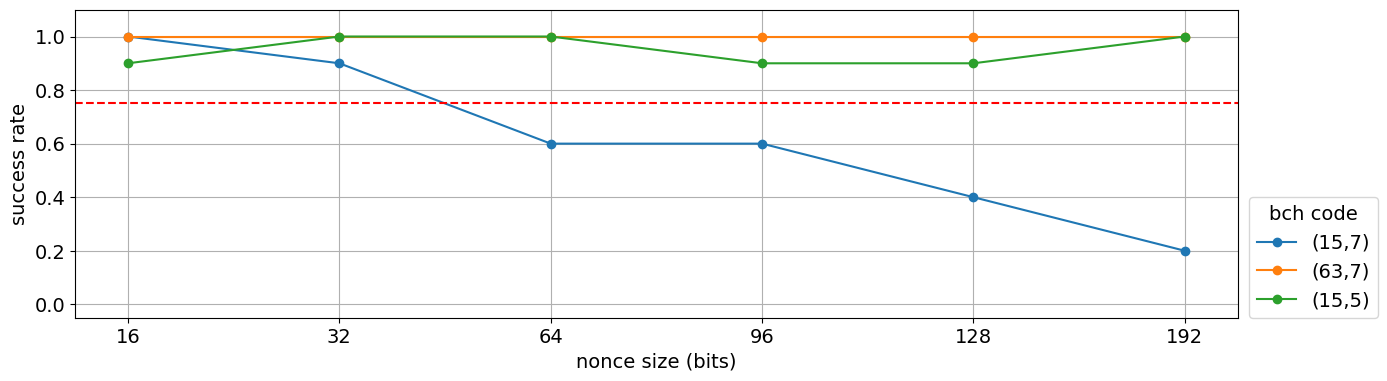 success rate
1.0
0.8
0.6
0.4
0.2
0.0
16 32 64 96 128 192
nonce size (bits)
bch code
(15,7)
(63,7)
(15,5)